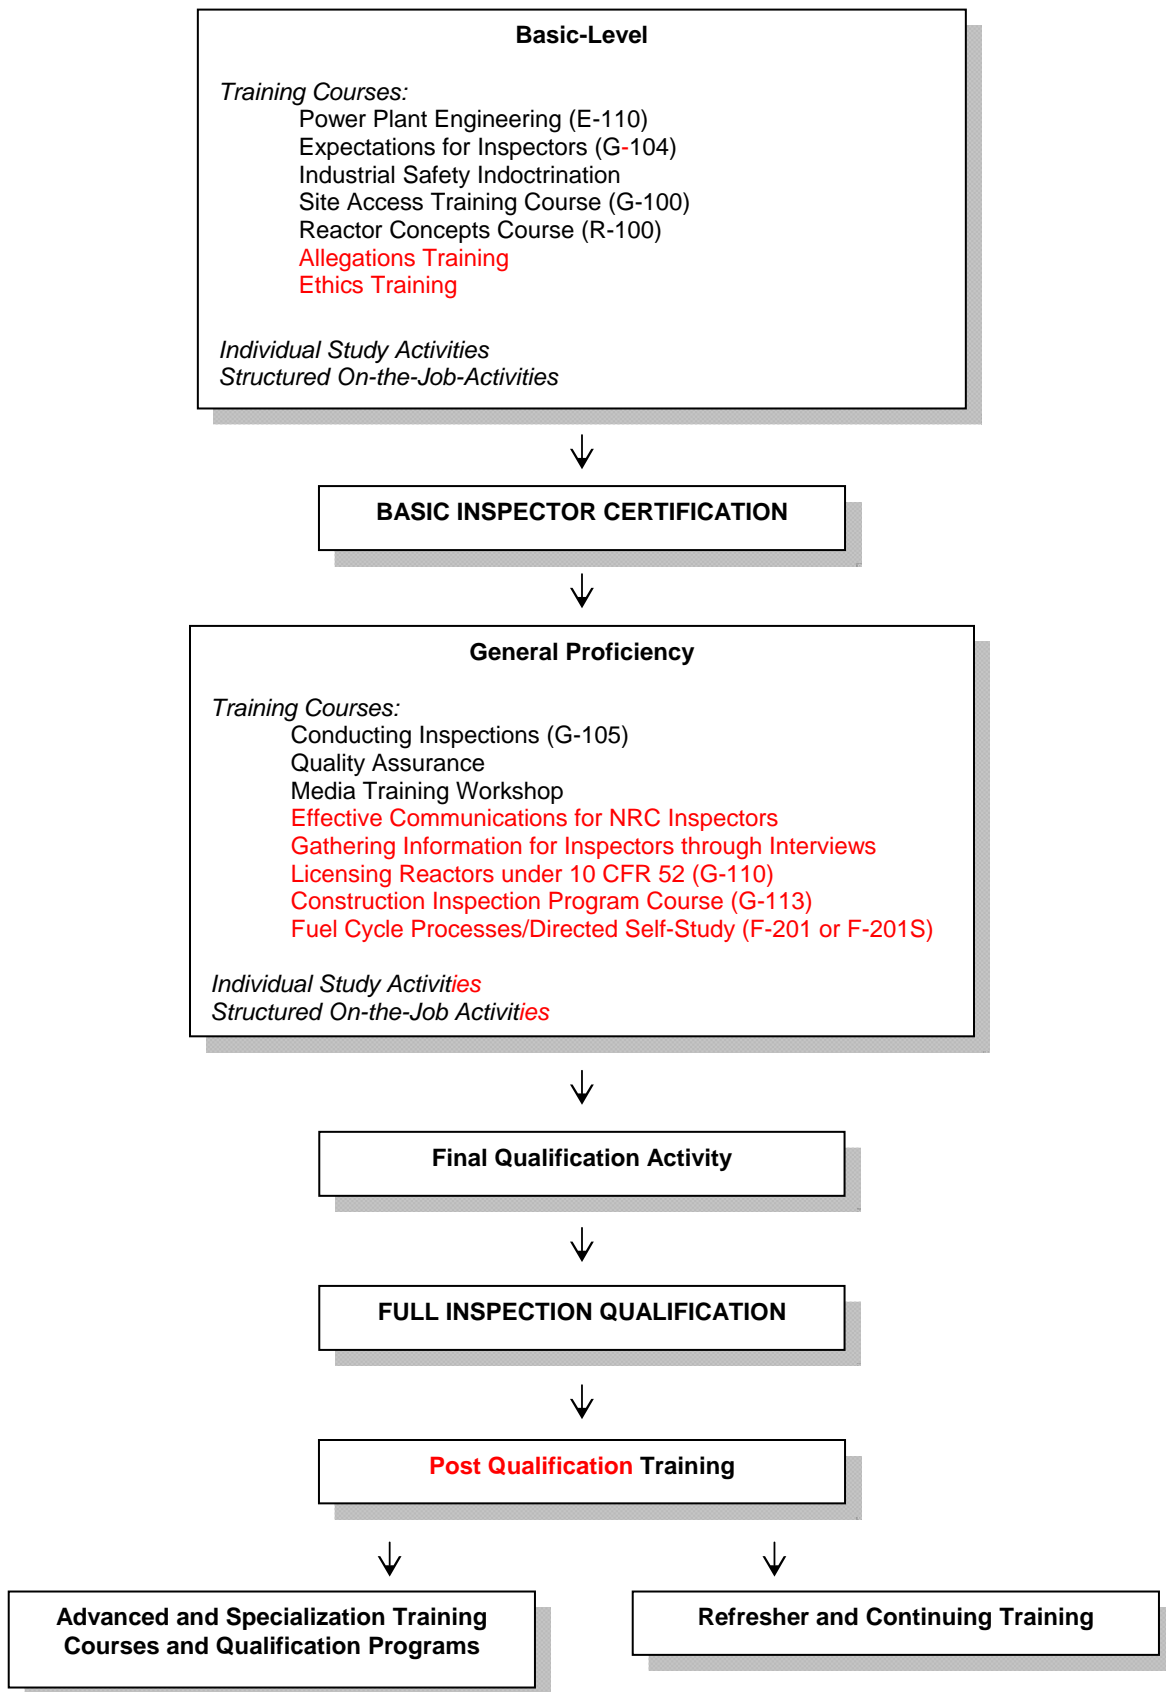 Basic-Level
Training Courses:
Power Plant Engineering (E-110)
Expectations for Inspectors (G-104)
Industrial Safety Indoctrination
Site Access Training Course (G-100)
Reactor Concepts Course (R-100)
Allegations Training
Ethics Training
Individual Study Activities
Structured On-the-Job-Activities
BASIC INSPECTOR CERTIFICATION
General Proficiency
Training Courses:
Conducting Inspections (G-105)
Quality Assurance
Media Training Workshop
Effective Communications for NRC Inspectors
Gathering Information for Inspectors through Interviews
Licensing Reactors under 10 CFR 52 (G-110)
Construction Inspection Program Course (G-113)
Fuel Cycle Processes/Directed Self-Study (F-201 or F-201S)
Individual Study Activities
Structured On-the-Job Activities
Final Qualification Activity
FULL INSPECTION QUALIFICATION
Post Qualification Training
Advanced and Specialization Training
Courses and Qualification Programs
Refresher and Continuing Training